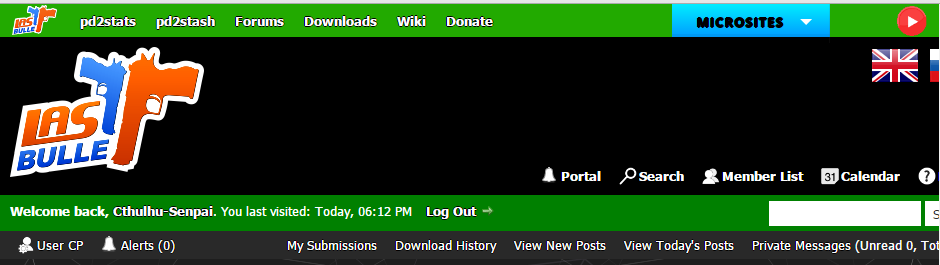 LAST BULLET pd2stats pd2stash Forums Downloads Wiki Donate MICROSITES
LAST
BULLET
Portal Search Member List 31 Calendar ?
Welcome back, Cthulhu-Senpai. You last visited: Today, 06:12 PM Log Out
User CP Alerts (0) My Submissions Download History View New Posts View Today's Posts Private Messages (Unread 0, Tot